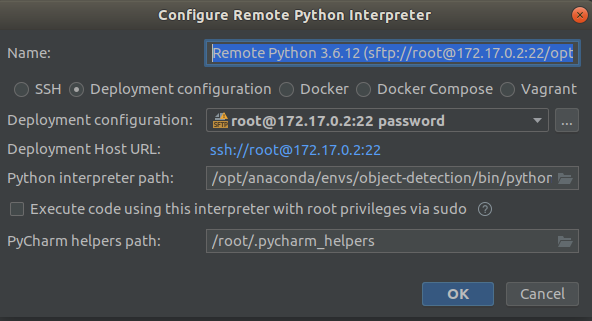 Configure Remote Python Interpreter
Name: Remote Python 3.6.12 (sftp://root@172.17.0.2:22/opt
SSH Deployment configuration Docker Docker Compose Vagrant
Deployment configuration: SFTP root@172.17.0.2:22 password ...
Deployment Host URL: ssh://root@172.17.0.2:22
Python interpreter path: /opt/anaconda/envs/object-detection/bin/python
Execute code using this interpreter with root privileges via sudo ?
PyCharm helpers path: /root/.pycharm_helpers
OK Cancel